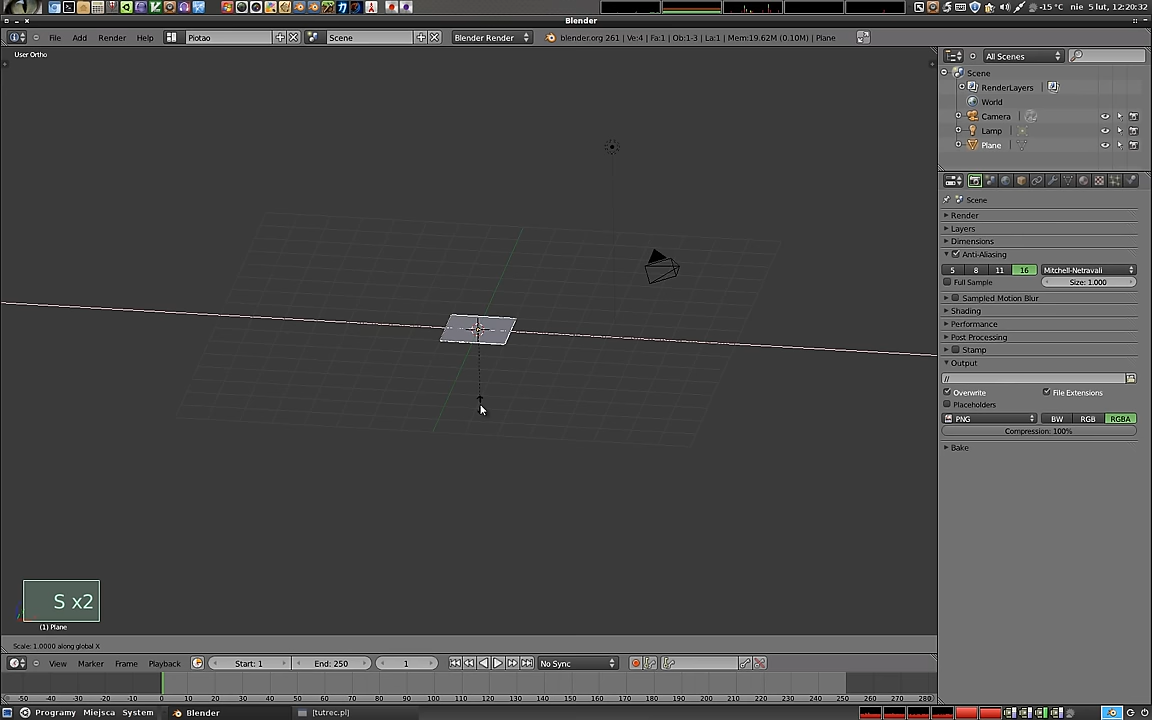 -15 °C nie 5 lut, 12:20:32
Blender
File Add Render Help Piotao Scene Blender Render blender.org 261 | Ve:4 | Fa:1 | Ob:1-3 | La:1 | Mem:19.62M (0.10M) | Plane
User Ortho
All Scenes
Scene
RenderLayers
World
Camera
Lamp
Plane
Scene
Render
Layers
Dimensions
Anti-Aliasing
5 8 11 16 Mitchell-Netravali
Full Sample Size: 1.000
Sampled Motion Blur
Shading
Performance
Post Processing
Stamp
Output
//
Overwrite File Extensions
Placeholders
PNG BW RGB RGBA
Compression: 100%
Bake
S x2
(1) Plane
Scale: 1.0000 along global X
View Marker Frame Playback Start: 1 End: 250 1 No Sync
-50 -40 -30 -20 -10 0 10 20 30 40 50 60 70 80 90 100 110 120 130 140 150 160 170 180 190 200 210 220 230 240 250 260 270 280
Programy Miejsca System Blender [tutrec.pl]